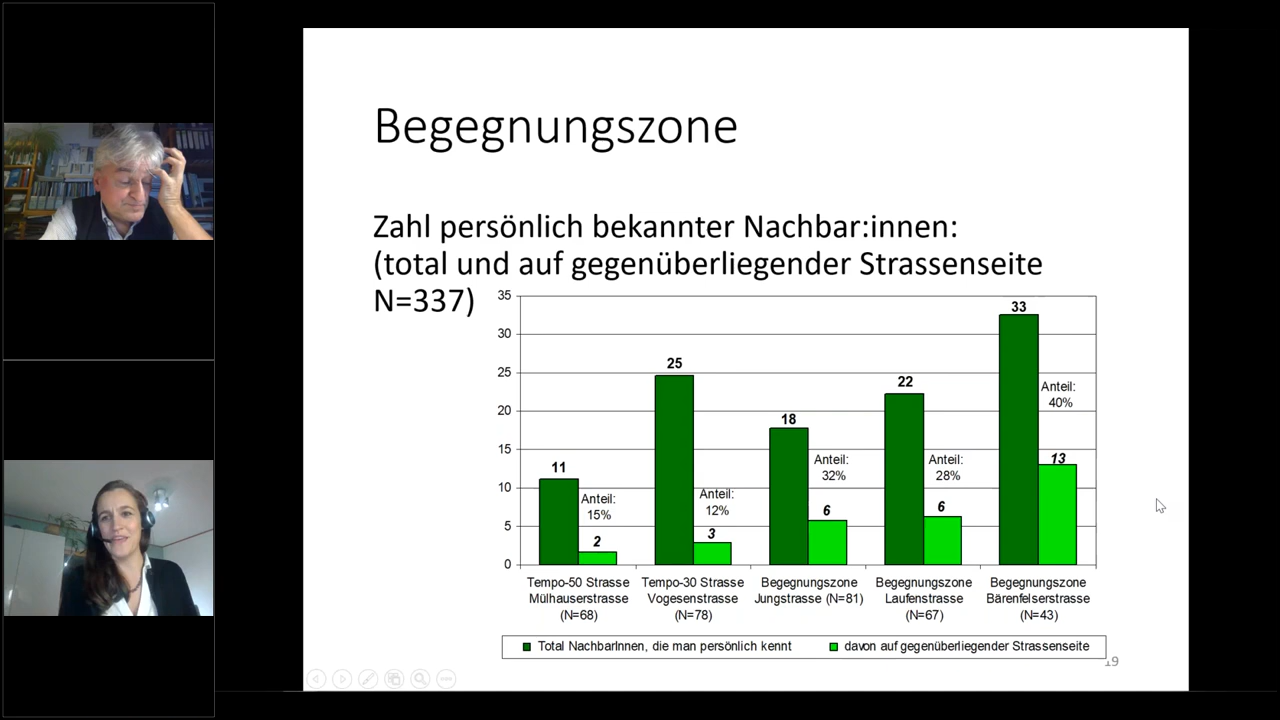 Begegnungszone
Zahl persönlich bekannter Nachbar:innen:
(total und auf gegenüberliegender Strassenseite
N=337)
35
30
25
20
15
10
5
0
11
Anteil:
15%
2
25
Anteil:
12%
3
18
Anteil:
32%
6
22
Anteil:
28%
6
33
Anteil:
40%
13
Tempo-50 Strasse
Mülhauserstrasse
(N=68)
Tempo-30 Strasse
Vogesenstrasse
(N=78)
Begegnungszone
Jungstrasse (N=81)
Begegnungszone
Laufenstrasse
(N=67)
Begegnungszone
Bärenfelserstrasse
(N=43)
Total NachbarInnen, die man persönlich kennt
davon auf gegenüberliegender Strassenseite
19